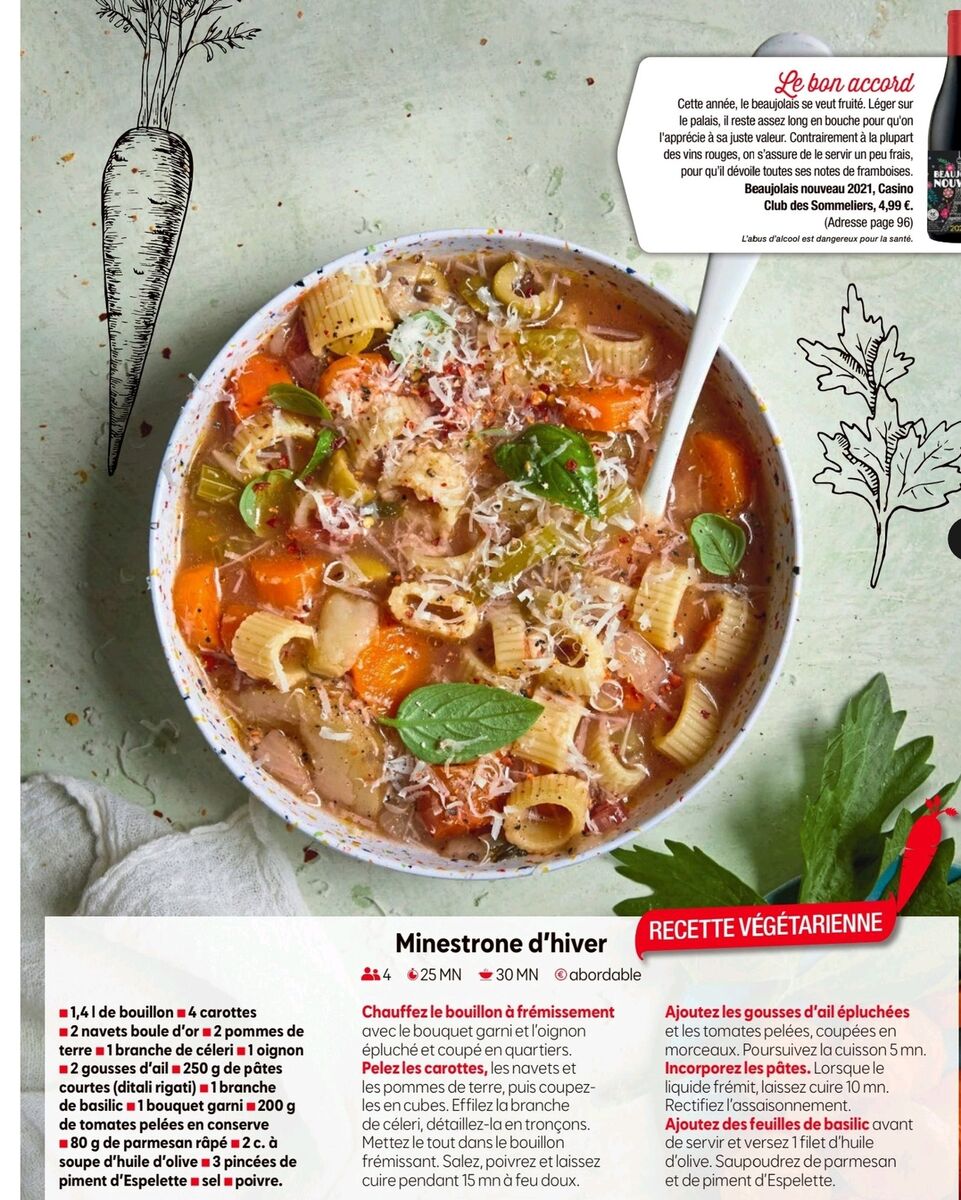 Le bon accord
Cette année, le beaujolais se veut fruité. Léger sur
le palais, il reste assez long en bouche pour qu'on
l'apprécie à sa juste valeur. Contrairement à la plupart
des vins rouges, on s'assure de le servir un peu frais,
pour qu'il dévoile toutes ses notes de framboises.
Beaujolais nouveau 2021, Casino
Club des Sommeliers, 4,99 €.
(Adresse page 96)
L'abus d'alcool est dangereux pour la santé.
RECETTE VÉGÉTARIENNE
Minestrone d'hiver
4 25 MN 30 MN € abordable
■ 1,4 l de bouillon ■ 4 carottes
■ 2 navets boule d'or ■ 2 pommes de
terre ■ 1 branche de céleri ■ 1 oignon
■ 2 gousses d'ail ■ 250 g de pâtes
courtes (ditali rigati) ■ 1 branche
de basilic ■ 1 bouquet garni ■ 200 g
de tomates pelées en conserve
■ 80 g de parmesan râpé ■ 2 c. à
soupe d'huile d'olive ■ 3 pincées de
piment d'Espelette ■ sel ■ poivre.
Chauffez le bouillon à frémissement
avec le bouquet garni et l'oignon
épluché et coupé en quartiers.
Pelez les carottes, les navets et
les pommes de terre, puis coupez-
les en cubes. Effilez la branche
de céleri, détaillez-la en tronçons.
Mettez le tout dans le bouillon
frémissant. Salez, poivrez et laissez
cuire pendant 15 mn à feu doux.
Ajoutez les gousses d'ail épluchées
et les tomates pelées, coupées en
morceaux. Poursuivez la cuisson 5 mn.
Incorporez les pâtes. Lorsque le
liquide frémit, laissez cuire 10 mn.
Rectifiez l'assaisonnement.
Ajoutez des feuilles de basilic avant
de servir et versez 1 filet d'huile
d'olive. Saupoudrez de parmesan
et de piment d'Espelette.